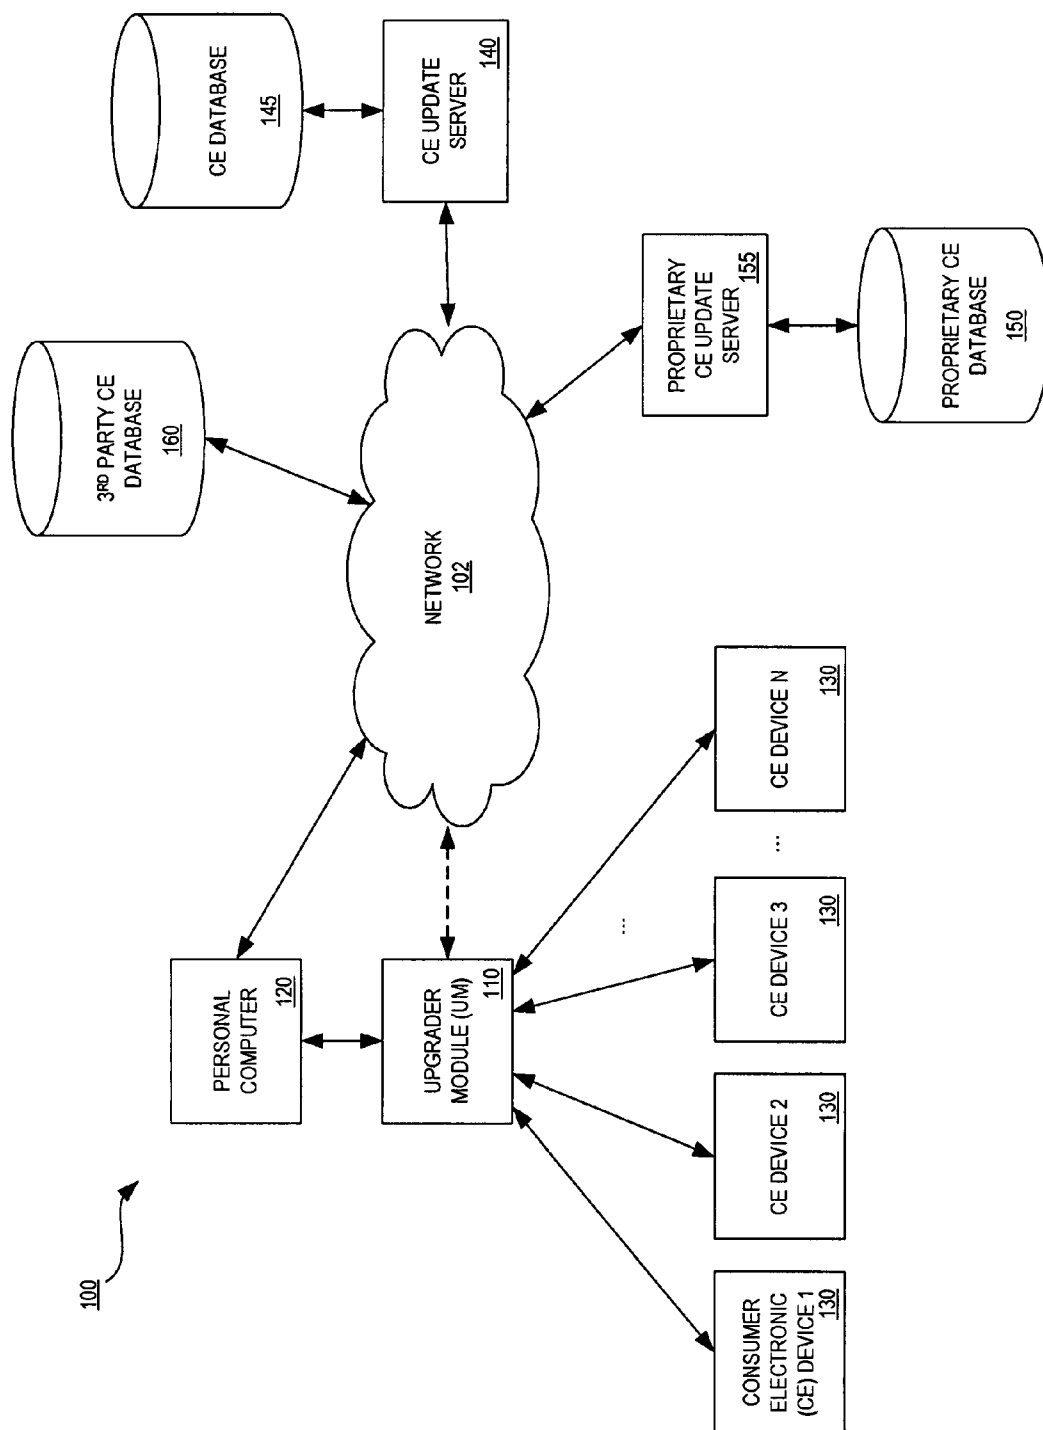 100
PERSONAL
COMPUTER
120
UPGRADER
MODULE (UM)
110
CONSUMER
ELECTRONIC
(CE) DEVICE 1
130
CE DEVICE 2
130
CE DEVICE 3
130
...
...
CE DEVICE N
130
NETWORK
102
3RD PARTY CE
DATABASE
160
CE DATABASE
145
CE UPDATE
SERVER
140
PROPRIETARY
CE UPDATE
SERVER
155
PROPRIETARY CE
DATABASE
150